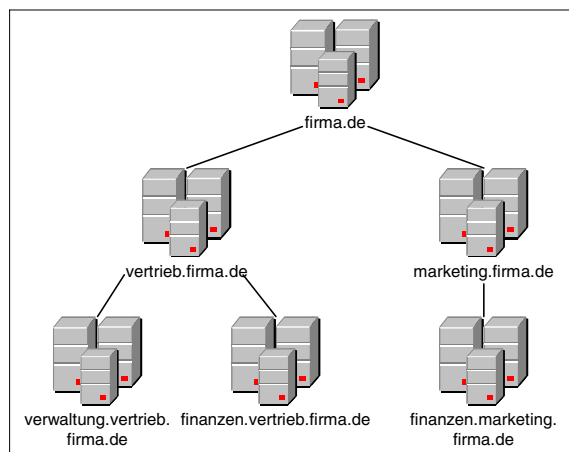 firma.de
vertrieb.firma.de
marketing.firma.de
verwaltung.vertrieb.
firma.de
finanzen.vertrieb.firma.de
finanzen.marketing.
firma.de